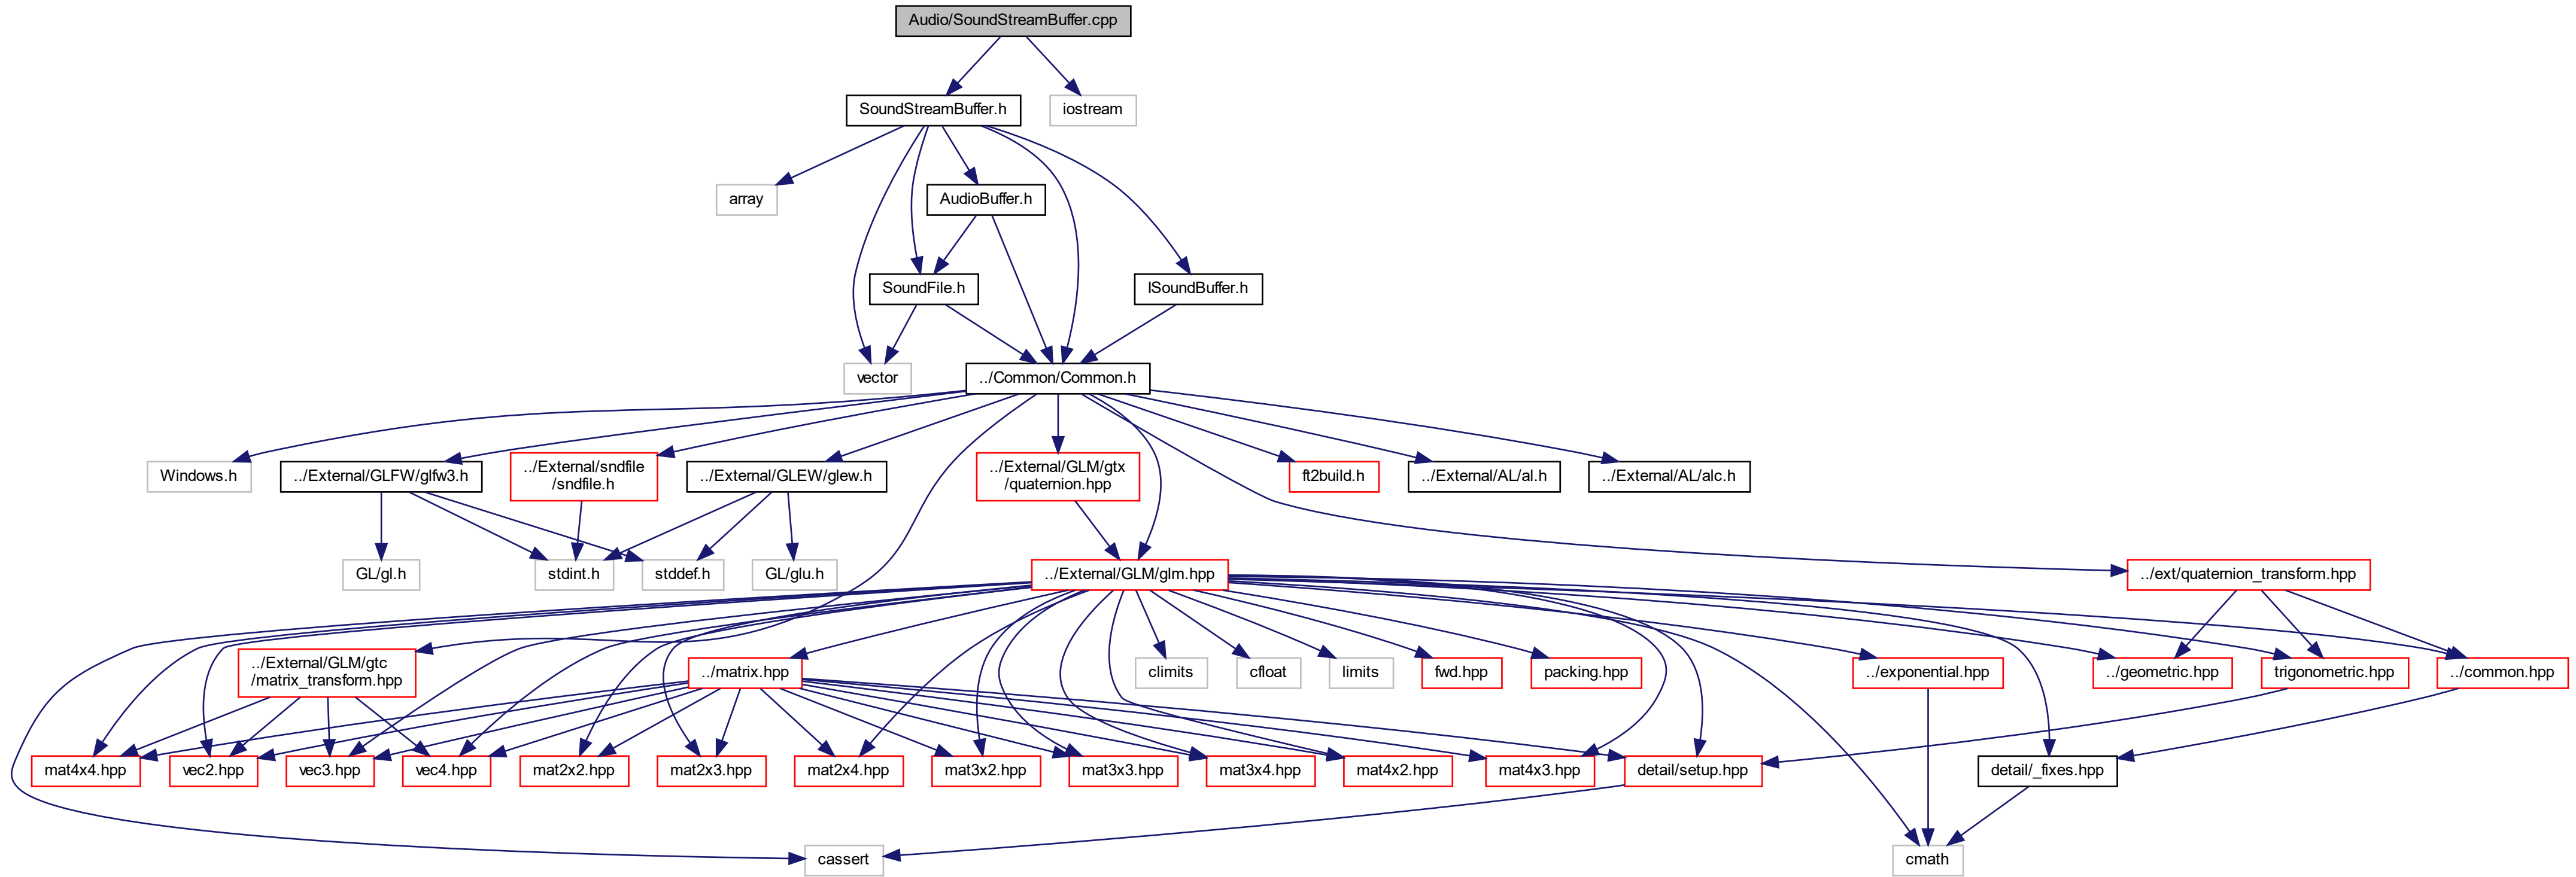 Audio/SoundStreamBuffer.cpp
SoundStreamBuffer.h
iostream
array
AudioBuffer.h
SoundFile.h
ISoundBuffer.h
vector
../Common/Common.h
Windows.h
../External/GLFW/glfw3.h
../External/sndfile
/sndfile.h
../External/GLEW/glew.h
../External/GLM/gtx
/quaternion.hpp
ft2build.h
../External/AL/al.h
../External/AL/alc.h
GL/gl.h
stdint.h
stddef.h
GL/glu.h
../External/GLM/glm.hpp
../ext/quaternion_transform.hpp
../External/GLM/gtc
/matrix_transform.hpp
../matrix.hpp
climits
cfloat
limits
fwd.hpp
packing.hpp
../exponential.hpp
../geometric.hpp
trigonometric.hpp
../common.hpp
mat4x4.hpp
vec2.hpp
vec3.hpp
vec4.hpp
mat2x2.hpp
mat2x3.hpp
mat2x4.hpp
mat3x2.hpp
mat3x3.hpp
mat3x4.hpp
mat4x2.hpp
mat4x3.hpp
detail/setup.hpp
detail/_fixes.hpp
cassert
cmath